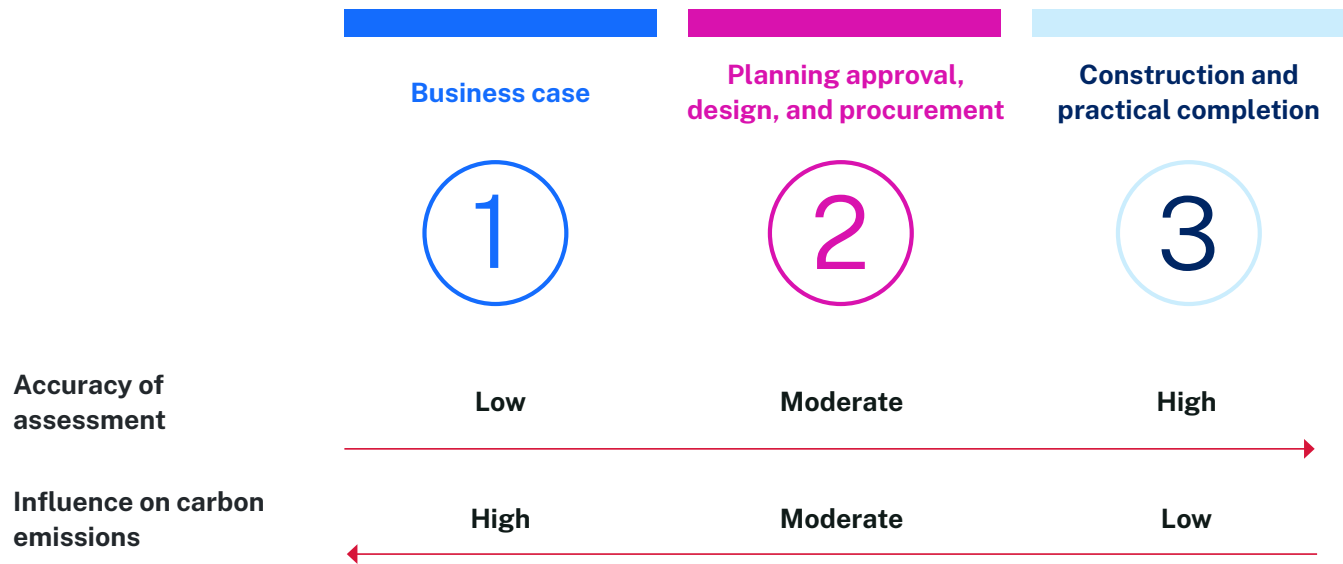 Business case
Planning approval,
design, and procurement
Construction and
practical completion
1
2
3
Accuracy of
assessment
Low
Moderate
High
Influence on carbon
emissions
High
Moderate
Low